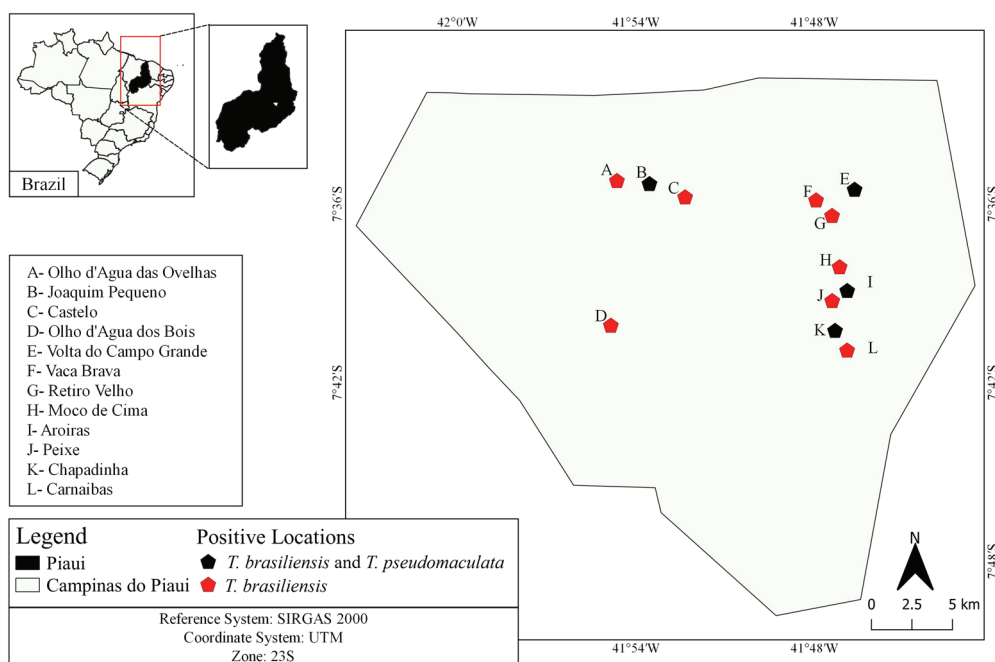 42°0'W 41°54'W 41°48'W
Brazil
7°36'S
7°36'S
A
B
C
D
E
F
G
H
I
J
K
L
A- Olho d'Agua das Ovelhas
B- Joaquim Pequeno
C- Castelo
D- Olho d'Agua dos Bois
E- Volta do Campo Grande
F- Vaca Brava
G- Retiro Velho
H- Moco de Cima
I- Aroiras
J- Peixe
K- Chapadinha
L- Carnaibas
7°42'S
7°42'S
Legend
Piaui
Campinas do Piaui
Positive Locations
T. brasiliensis and T. pseudomaculata
T. brasiliensis
Reference System: SIRGAS 2000
Coordinate System: UTM
Zone: 23S
7°48'S
7°48'S
N
0 2.5 5 km
41°54'W 41°48'W